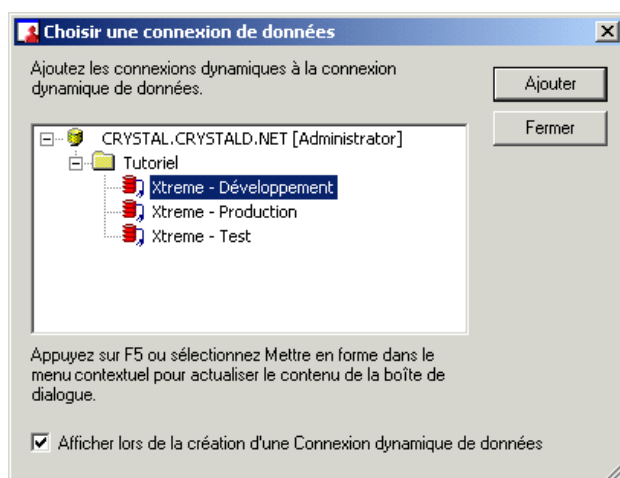 Choisir une connexion de données
Ajoutez les connexions dynamiques à la connexion
dynamique de données.
Ajouter
Fermer
CRYSTAL.CRYSTALD.NET [Administrator]
Tutoriel
Xtreme - Développement
Xtreme - Production
Xtreme - Test
Appuyez sur F5 ou sélectionnez Mettre en forme dans le
menu contextuel pour actualiser le contenu de la boîte de
dialogue.
Afficher lors de la création d'une Connexion dynamique de données